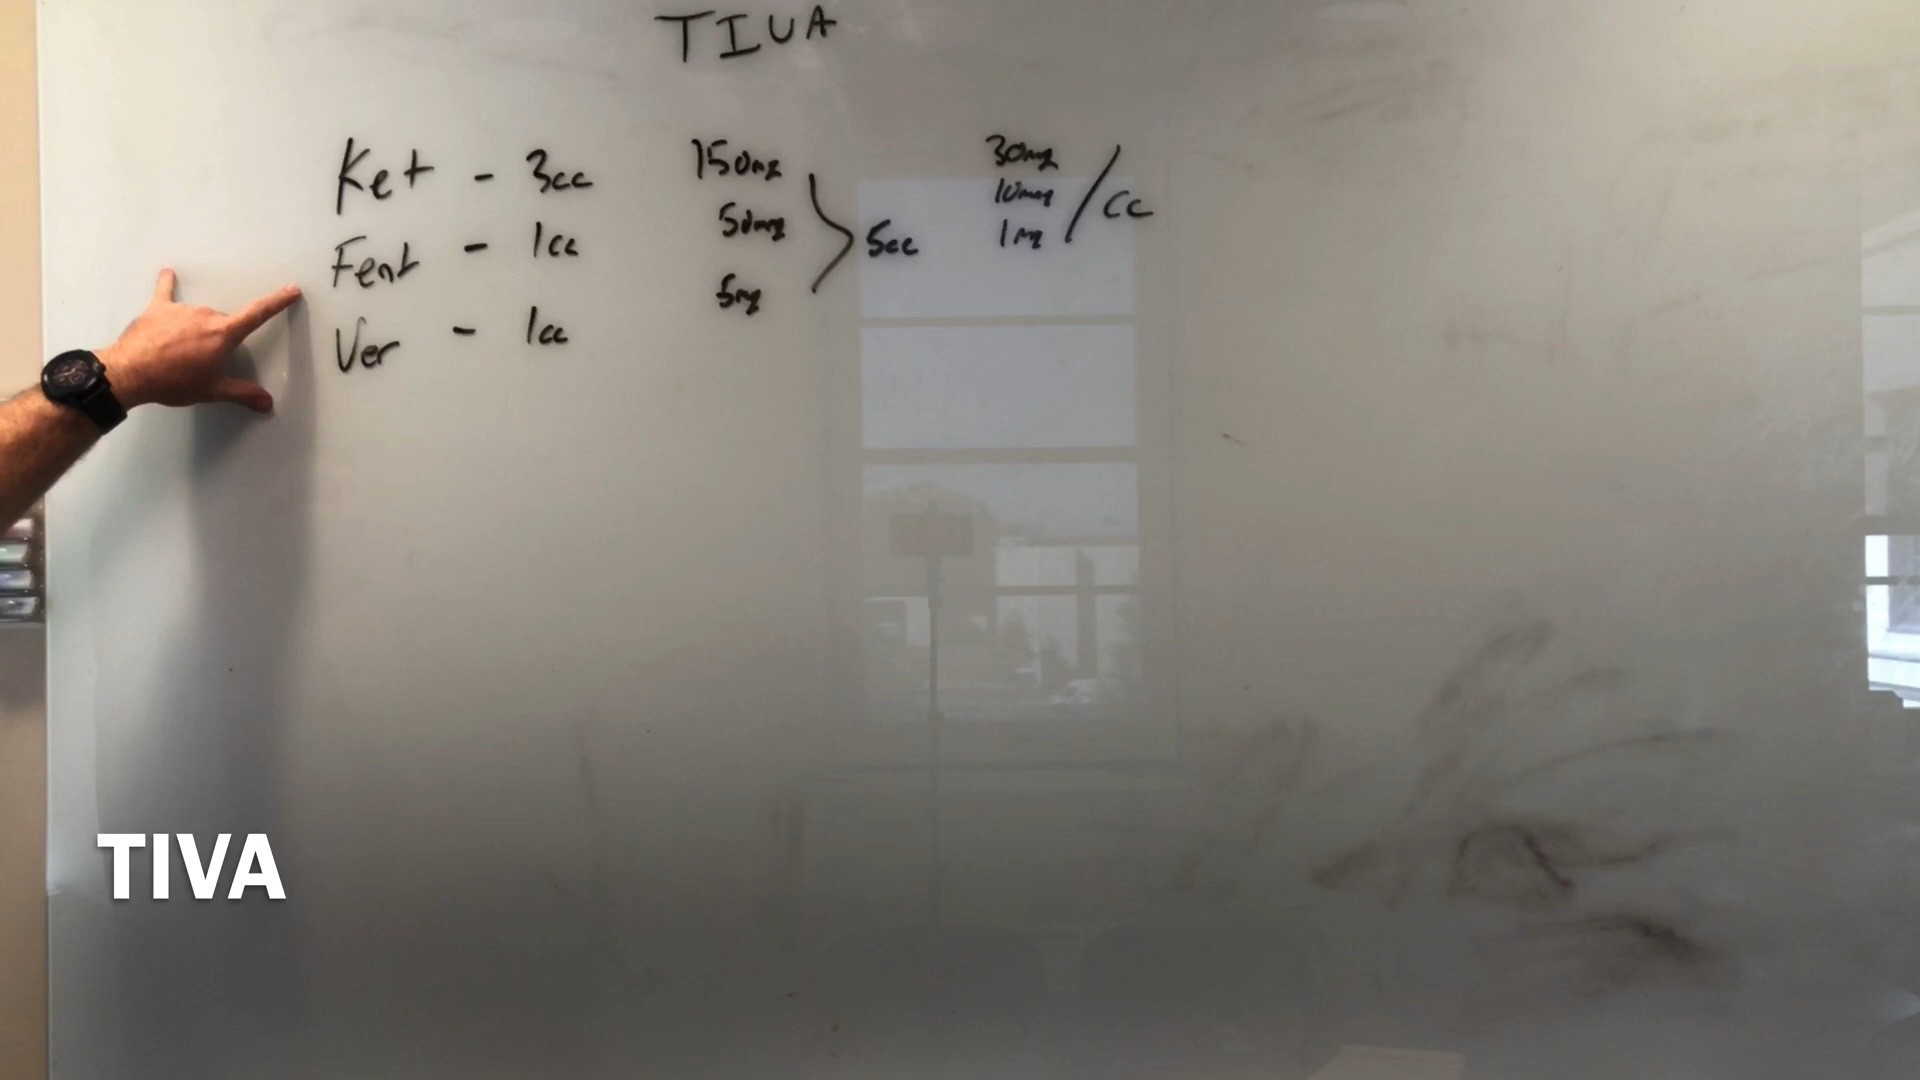 TIVA
Ket - 3cc 150mg
Fent - 1cc 50mcg
Ver - 1cc 5mg
5cc
30mg
10mcg
1mg
/cc
TIVA